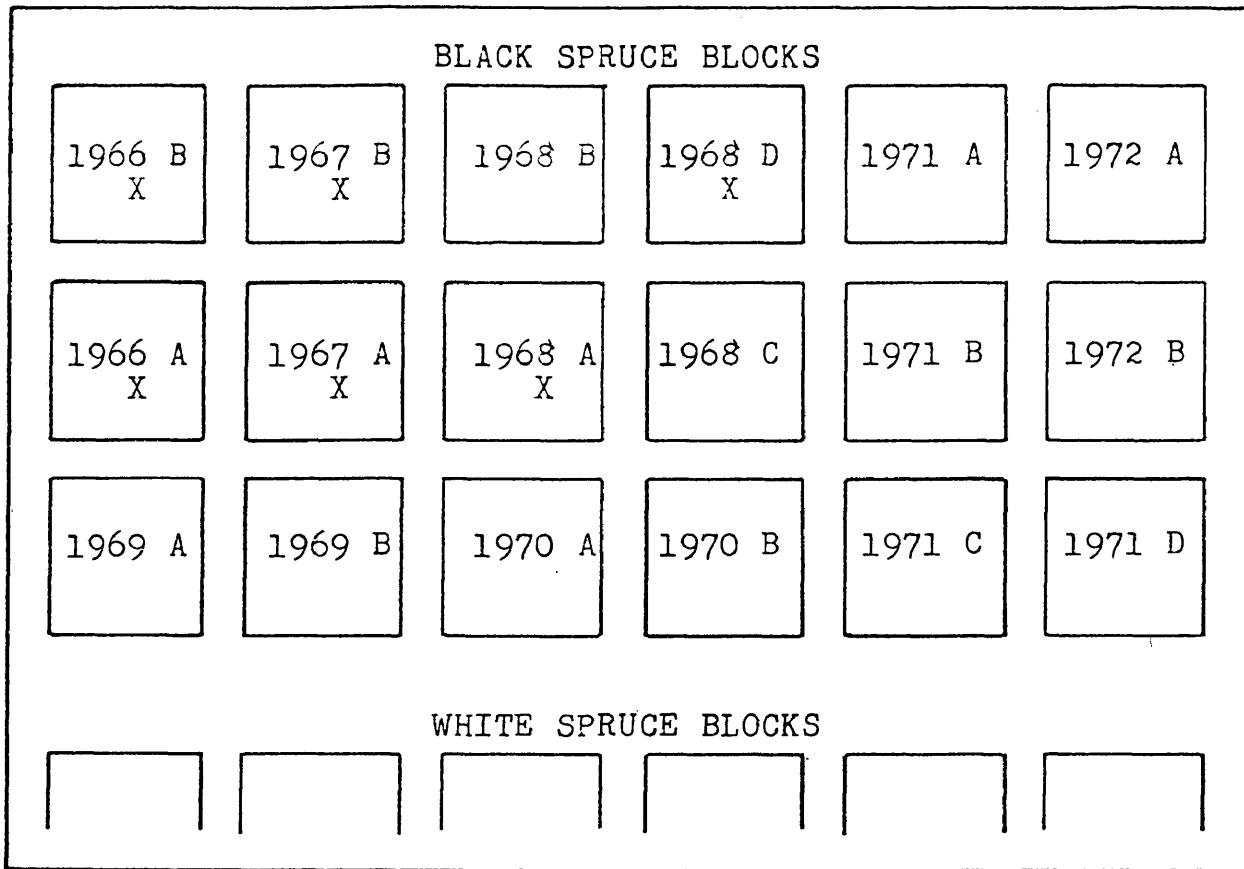 BLACK SPRUCE BLOCKS
1966 B 1967 B 1968 B 1968 D 1971 A 1972 A
X X X
1966 A 1967 A 1968 A 1968 C 1971 B 1972 B
X X X
1969 A 1969 B 1970 A 1970 B 1971 C 1971 D
WHITE SPRUCE BLOCKS